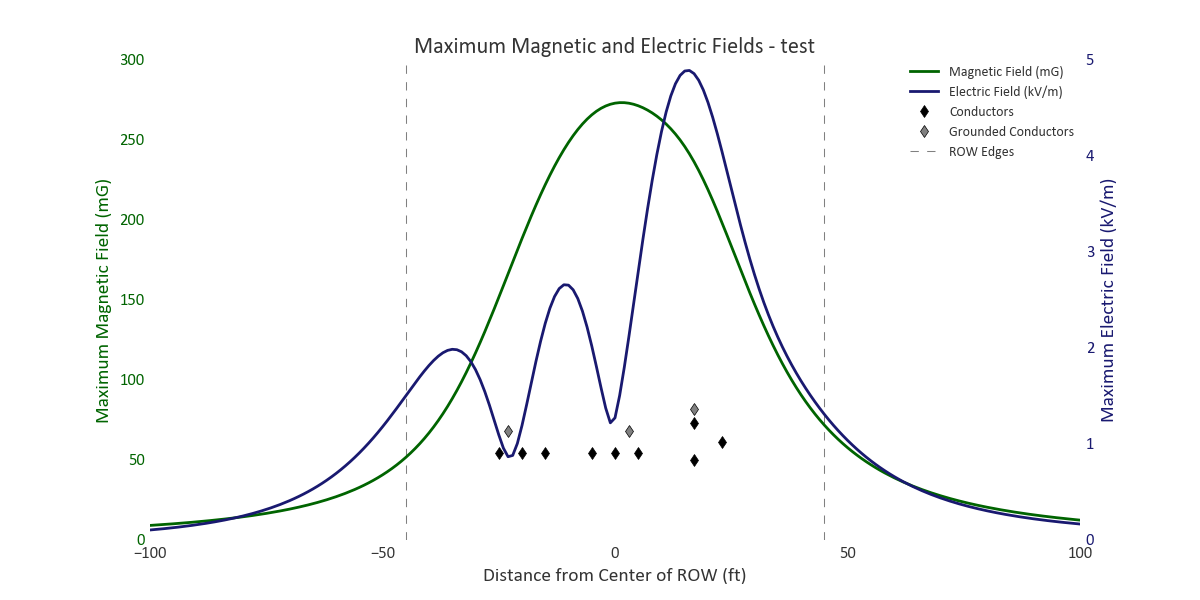 Maximum Magnetic and Electric Fields - test
300
250
200
150
100
50
0
Maximum Magnetic Field (mG)
5
4
3
2
1
0
Maximum Electric Field (kV/m)
Magnetic Field (mG)
Electric Field (kV/m)
Conductors
Grounded Conductors
ROW Edges
−100 −50 0 50 100
Distance from Center of ROW (ft)